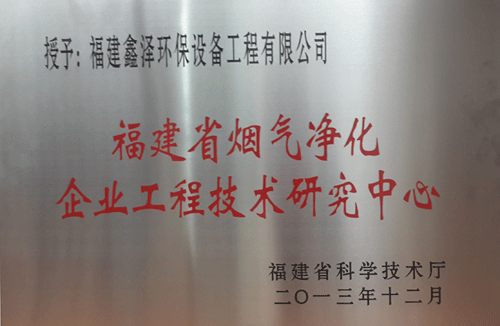 授予：福建鑫泽环保设备工程有限公司
福建省烟气净化
企业工程技术研究中心
福建省科学技术厅
二〇一三年十二月